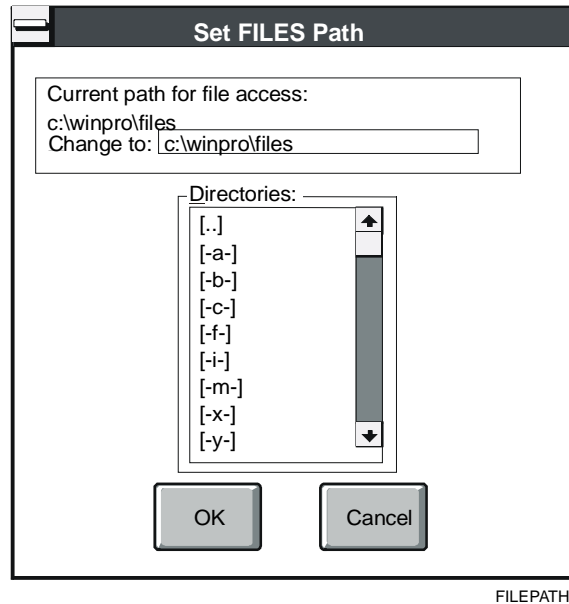 Set FILES Path
Current path for file access:
c:\winpro\files
Change to: c:\winpro\files
Directories:
[..]
[-a-]
[-b-]
[-c-]
[-f-]
[-i-]
[-m-]
[-x-]
[-y-]
OK Cancel
FILEPATH